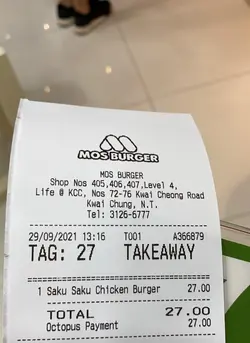 MOS BURGER
MOS BURGER
Shop Nos 405,406,407,Level 4,
Life @ KCC, Nos 72-76 Kwai Cheong Road
Kwai Chung, N.T.
Tel: 3126-6777
29/09/2021 13:16 T001 A366879
TAG: 27 TAKEAWAY
1 Saku Saku Chicken Burger 27.00
TOTAL 27.00
Octopus Payment 27.00